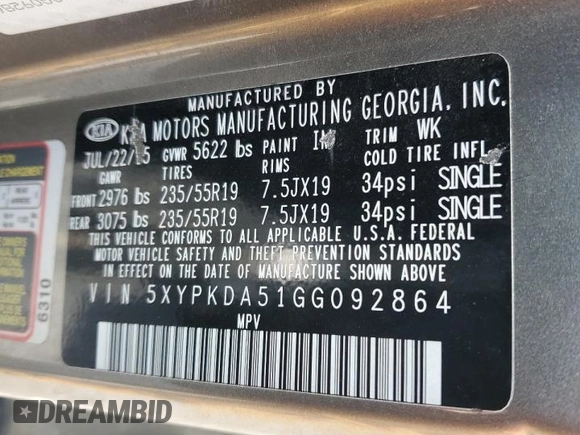 MANUFACTURED BY
KIA KIA MOTORS MANUFACTURING GEORGIA, INC.
JUL/22/15 GVWR 5622 lbs PAINT TRIM WK
GAWR TIRES RIMS COLD TIRE INFL.
FRONT 2976 lbs 235/55R19 7.5JX19 34psi SINGLE
REAR 3075 lbs 235/55R19 7.5JX19 34psi SINGLE
THIS VEHICLE CONFORMS TO ALL APPLICABLE U.S.A. FEDERAL
MOTOR VEHICLE SAFETY AND THEFT PREVENTION STANDARDS
IN EFFECT ON THE DATE OF MANUFACTURE SHOWN ABOVE.
VIN 5XYPKDA51GG092864
MPV
6310
DREAMBID